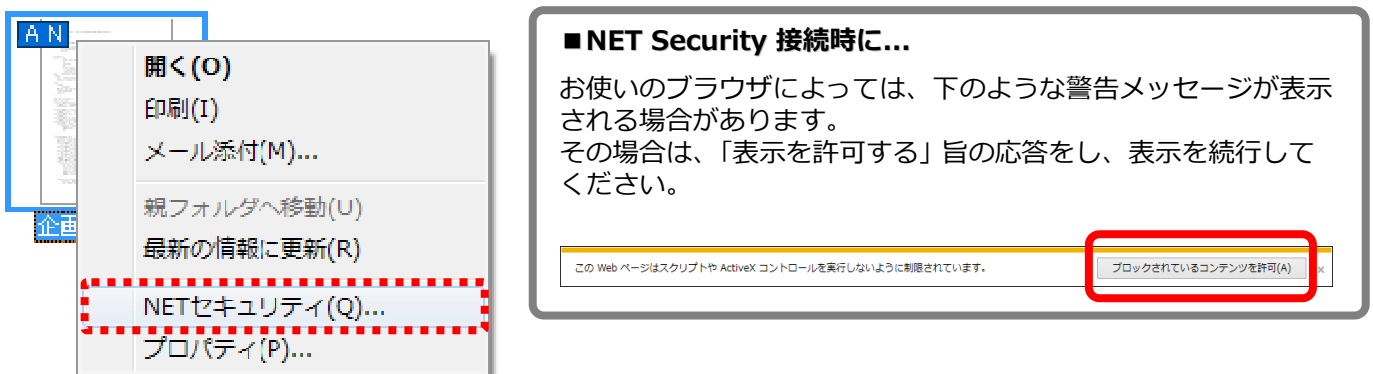 A N
開く(O)
印刷(I)
メール添付(M)...
親フォルダへ移動(U)
最新の情報に更新(R)
NETセキュリティ(Q)...
プロパティ(P)...
企画
■NET Security 接続時に...
お使いのブラウザによっては、下のような警告メッセージが表示
される場合があります。
その場合は、「表示を許可する」旨の応答をし、表示を続行して
ください。
この Web ページはスクリプトや ActiveX コントロールを実行しないように制限されています。
ブロックされているコンテンツを許可(A)
×